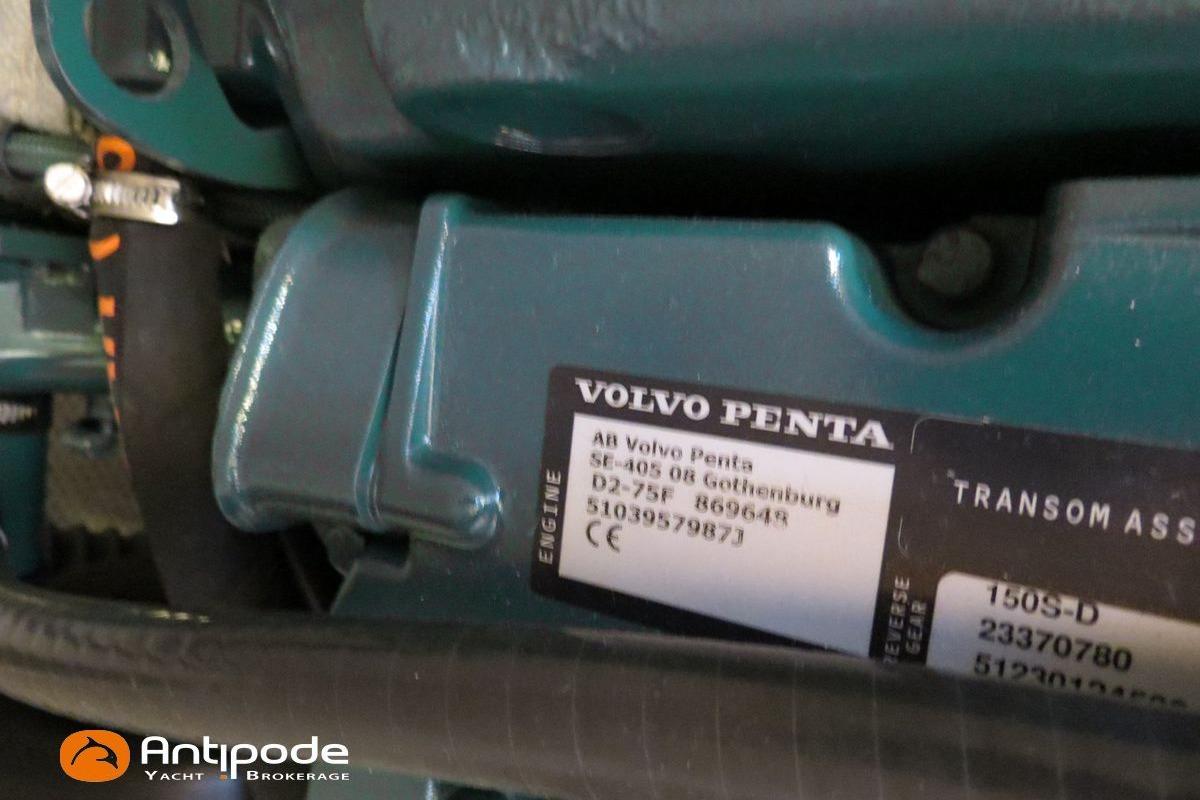 VOLVO PENTA
ENGINE
AB Volvo Penta
SE-405 08 Gothenburg
D2-75F 869648
5103957987J
CE
TRANSOM ASS
REVERSE
GEAR
150S-D
23370780
Antipode
YACHT BROKERAGE